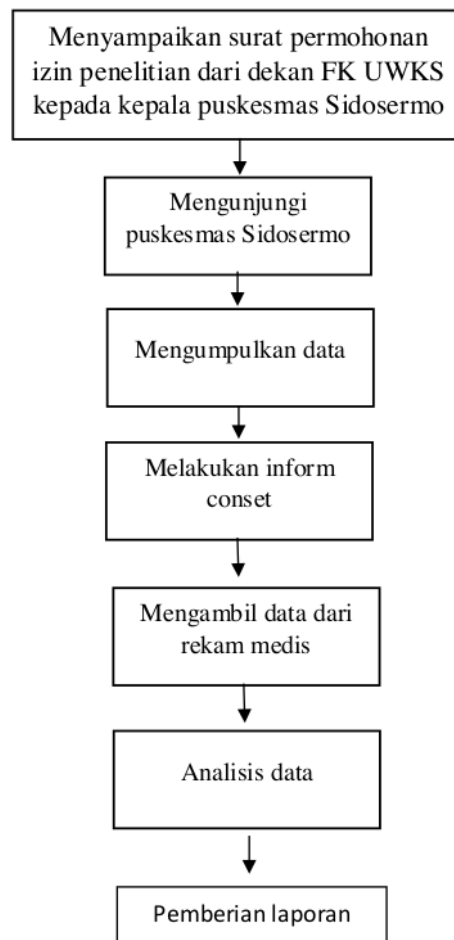 Menyampaikan surat permohonan
izin penelitian dari dekan FK UWKS
kepada kepala puskesmas Sidosermo
Mengunjungi
puskesmas Sidosermo
Mengumpulkan data
Melakukan inform
conset
Mengambil data dari
rekam medis
Analisis data
Pemberian laporan